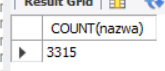 Result Grid
COUNT(nazwa)
3315